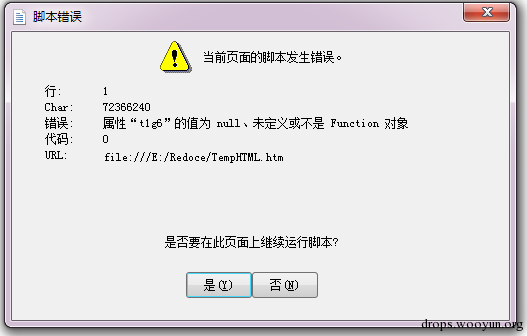 脚本错误
当前页面的脚本发生错误。
行: 1
Char: 72366240
错误: 属性“t1g6”的值为 null、未定义或不是 Function 对象
代码: 0
URL: file:///E:/Redoce/TempHTML.htm
是否要在此页面上继续运行脚本?
是(Y) 否(N)
drops.wooyun.org